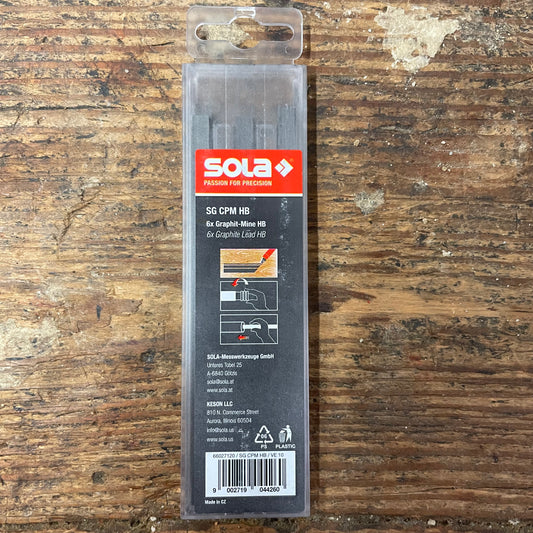 SOLA
PASSION FOR PRECISION
SG CPM HB
6x Graphit-Mine HB
6x Graphite Lead HB
SOLA-Messwerkzeuge GmbH
Unteres Tobel 25
A-6840 Götzis
sola@sola.at
www.sola.at
KESON LLC
810 N. Commerce Street
Aurora, Illinois 60504
info@sola.us
www.sola.us
06
PS
PLASTIC
66027120 / SG CPM HB / VE 10
9 002719 044260
Made in CZ